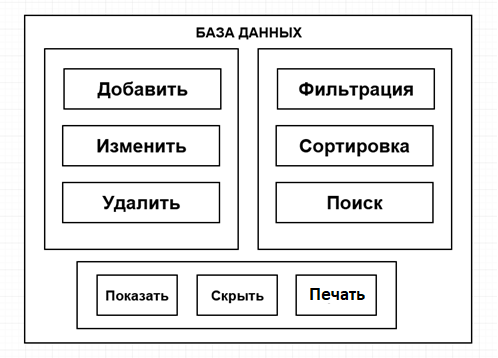 БАЗА ДАННЫХ
Добавить
Изменить
Удалить
Фильтрация
Сортировка
Поиск
Показать
Скрыть
Печать